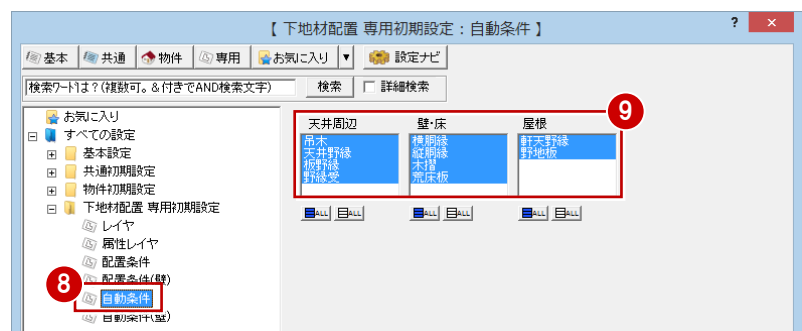 【 下地材配置 専用初期設定：自動条件 】
? ×
基本 共通 物件 専用 お気に入り ▼ 設定ナビ
検索ワードは？(複数可。＆付きでAND検索文字) 検索 詳細検索
お気に入り
すべての設定
基本設定
共通初期設定
物件初期設定
下地材配置 専用初期設定
レイヤ
属性レイヤ
配置条件
配置条件(壁)
8
自動条件
自動条件(壁)
9
天井周辺 壁・床 屋根
吊木 横胴縁 軒天野縁
天井野縁 縦胴縁 野地板
板野縁 木摺
野縁受 荒床板
ALL ALL ALL ALL ALL ALL